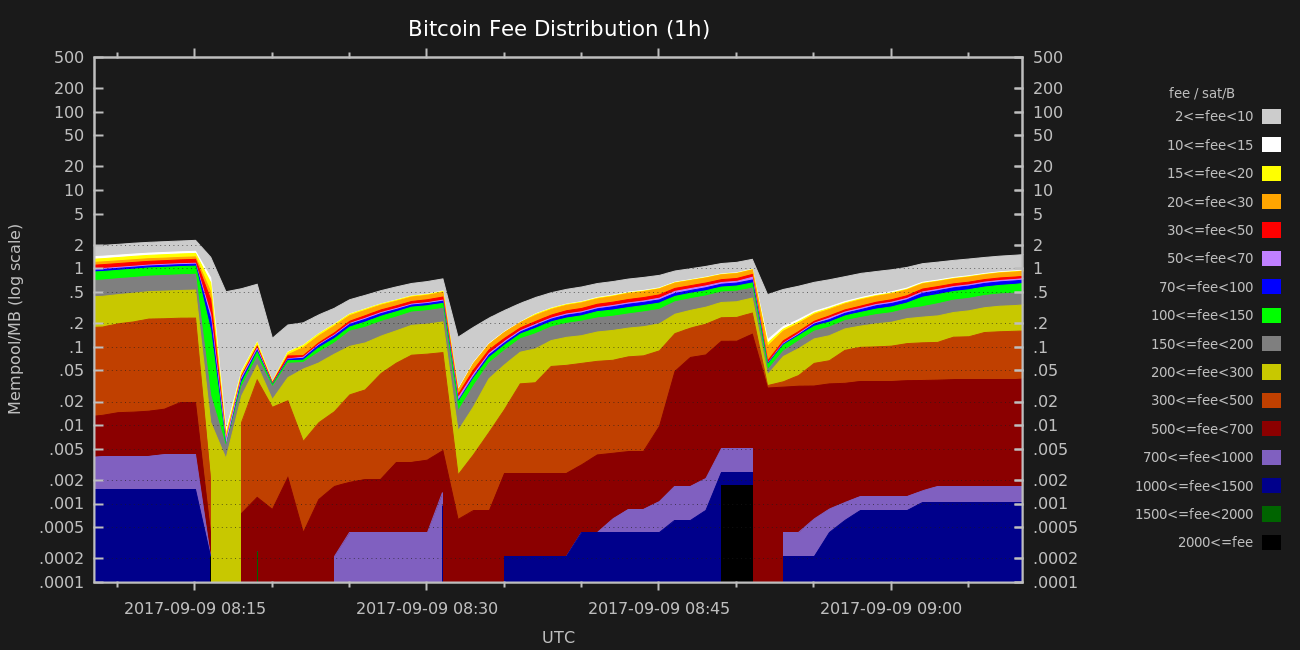 Bitcoin Fee Distribution (1h)
500
200
100
50
20
10
5
2
1
.5
.2
.1
.05
.02
.01
.005
.002
.001
.0005
.0002
.0001
Mempool/MB (log scale)
500
200
100
50
20
10
5
2
1
.5
.2
.1
.05
.02
.01
.005
.002
.001
.0005
.0002
.0001
2017-09-09 08:15
2017-09-09 08:30
2017-09-09 08:45
2017-09-09 09:00
UTC
fee / sat/B
2<=fee<10
10<=fee<15
15<=fee<20
20<=fee<30
30<=fee<50
50<=fee<70
70<=fee<100
100<=fee<150
150<=fee<200
200<=fee<300
300<=fee<500
500<=fee<700
700<=fee<1000
1000<=fee<1500
1500<=fee<2000
2000<=fee